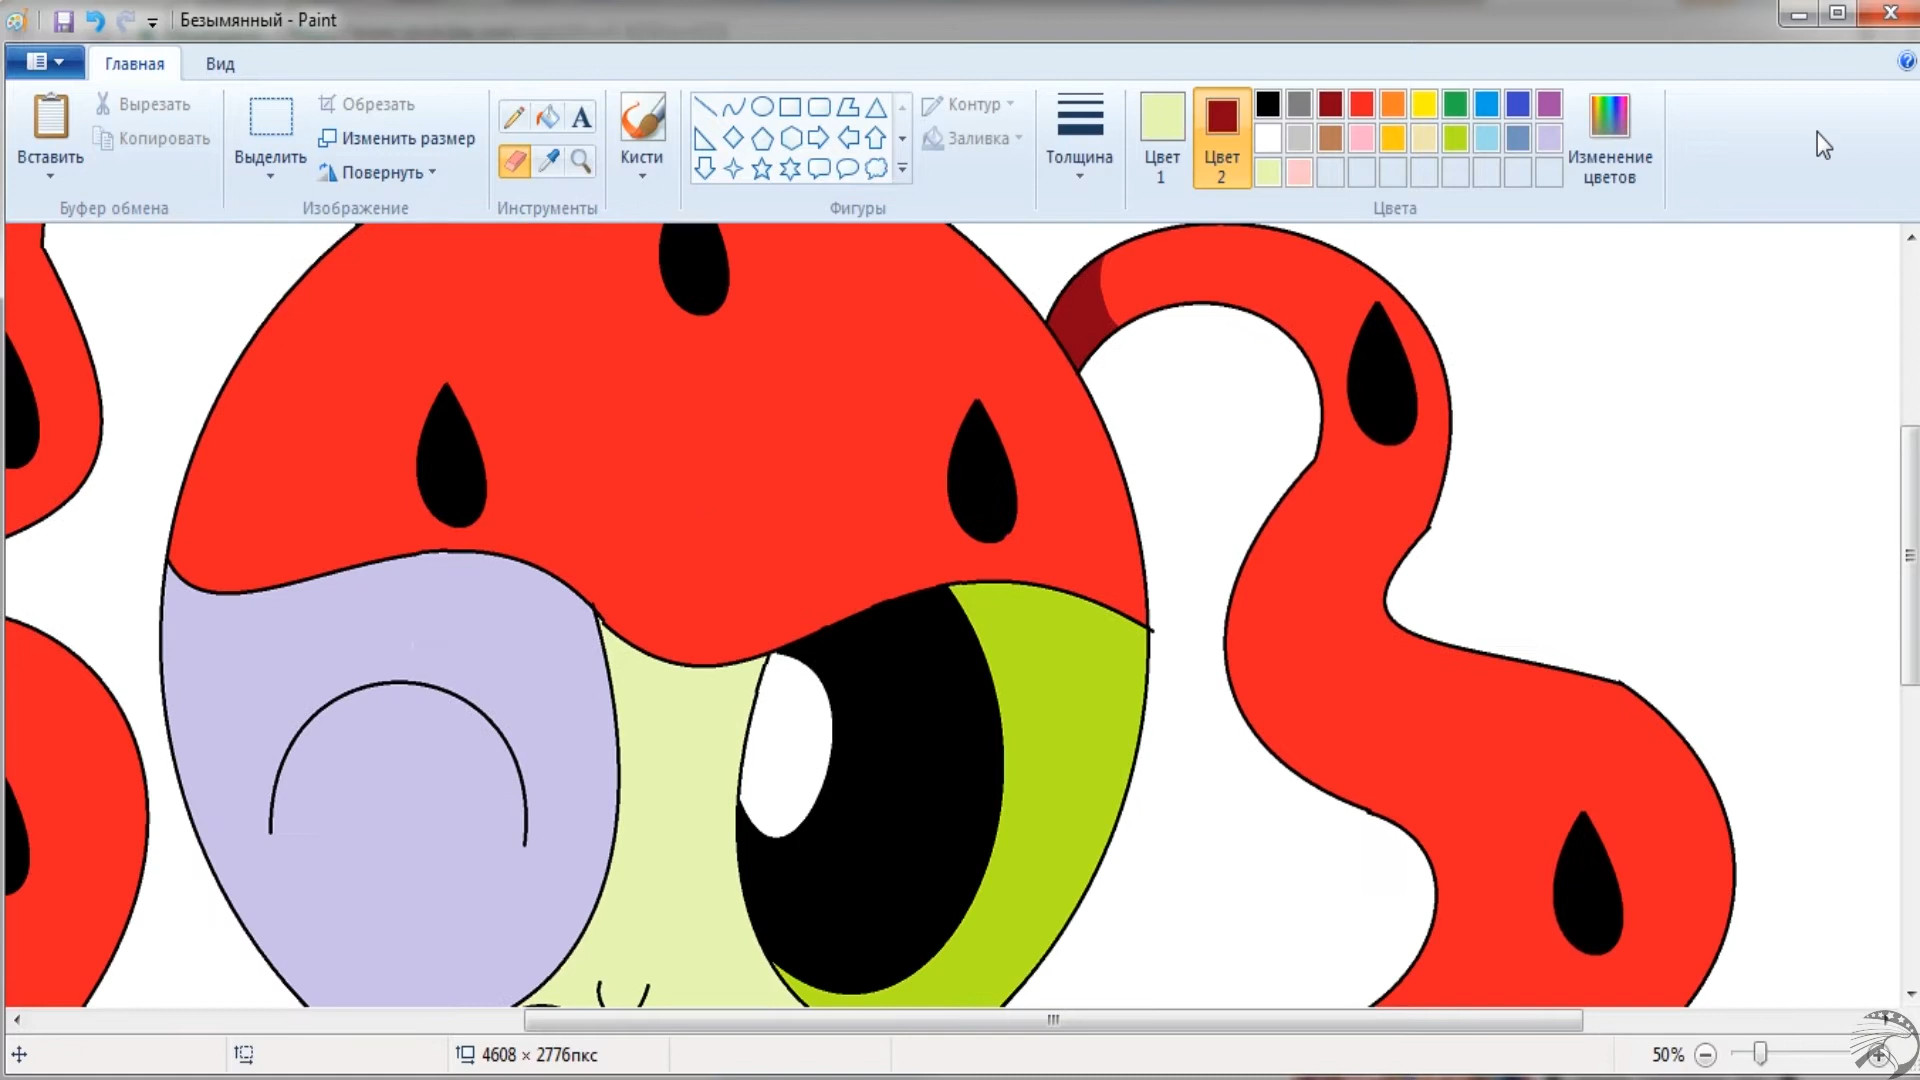 Безымянный - Paint
Главная Вид
Вставить
Вырезать
Копировать
Буфер обмена
Выделить
Обрезать
Изменить размер
Повернуть
Изображение
A
Инструменты
Кисти
Контур
Заливка
Фигуры
Толщина
Цвет
1
Цвет
2
Изменение
цветов
Цвета
4608 × 2776пкс
50%